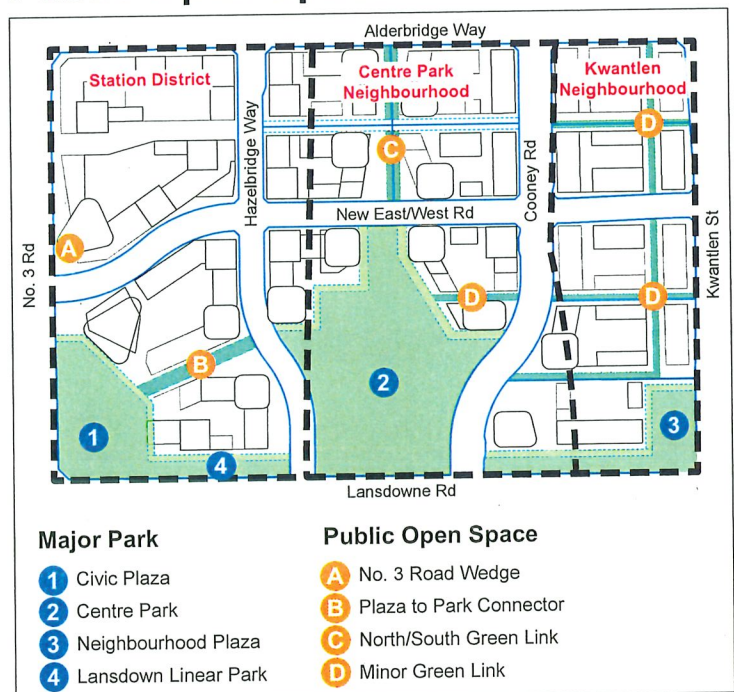 Alderbridge Way
Station District
Centre Park
Neighbourhood
Kwantlen
Neighbourhood
D
C
Hazelbridge Way
Cooney Rd
New East/West Rd
Kwantlen St
No. 3 Rd
A
D
D
B
2
1
3
4
Lansdowne Rd
Major Park
1 Civic Plaza
2 Centre Park
3 Neighbourhood Plaza
4 Lansdown Linear Park
Public Open Space
A No. 3 Road Wedge
B Plaza to Park Connector
C North/South Green Link
D Minor Green Link